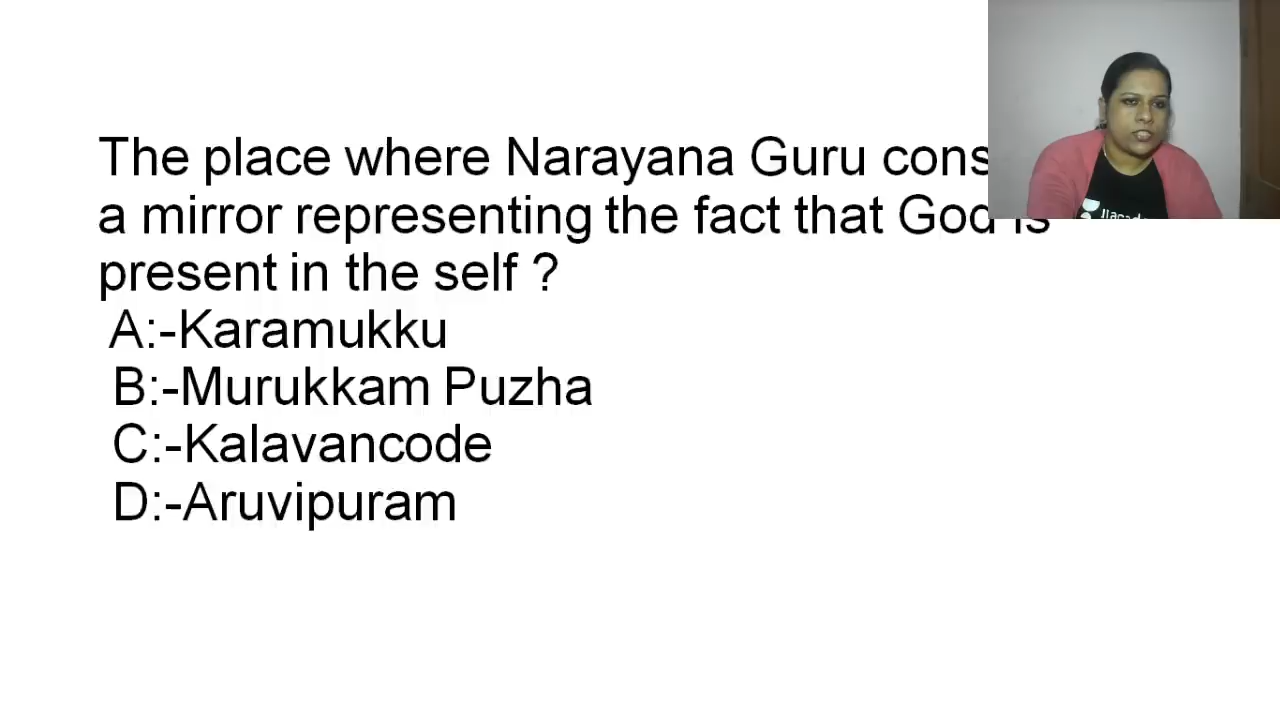 The place where Narayana Guru cons
a mirror representing the fact that God is
present in the self ?
A:-Karamukku
B:-Murukkam Puzha
C:-Kalavancode
D:-Aruvipuram